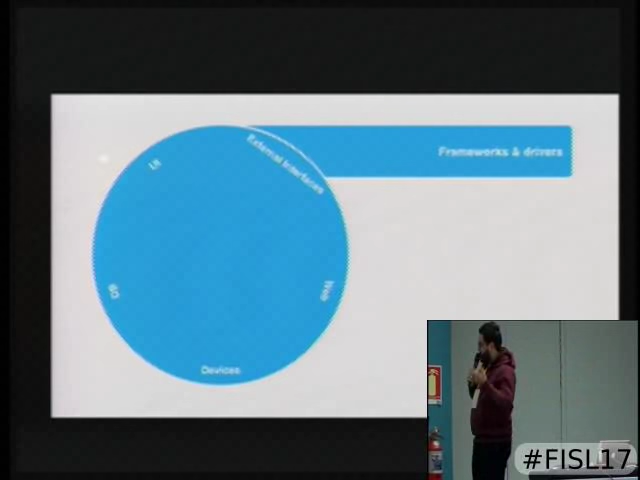 Frameworks & drivers
External Interfaces
UI
DB
Web
Devices
#FISL17